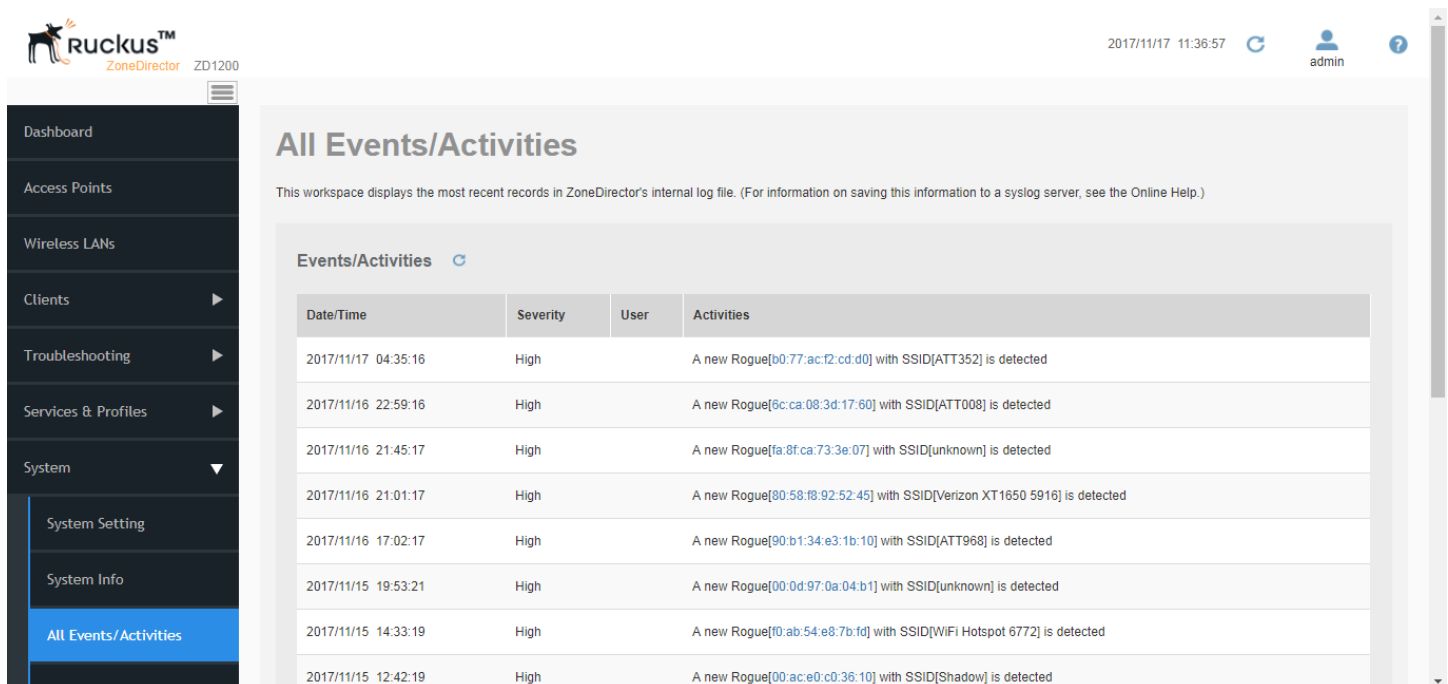 Ruckus™
ZoneDirector ZD1200
2017/11/17 11:36:57
admin
?
Dashboard
Access Points
Wireless LANs
Clients
Troubleshooting
Services & Profiles
System
System Setting
System Info
All Events/Activities
All Events/Activities
This workspace displays the most recent records in ZoneDirector's internal log file. (For information on saving this information to a syslog server, see the Online Help.)
Events/Activities
Date/Time Severity User Activities
2017/11/17 04:35:16 High A new Rogue[b0:77:ac:f2:cd:d0] with SSID[ATT352] is detected
2017/11/16 22:59:16 High A new Rogue[6c:ca:08:3d:17:60] with SSID[ATT008] is detected
2017/11/16 21:45:17 High A new Rogue[fa:8f:ca:73:3e:07] with SSID[unknown] is detected
2017/11/16 21:01:17 High A new Rogue[80:58:f8:92:52:45] with SSID[Verizon XT1650 5916] is detected
2017/11/16 17:02:17 High A new Rogue[90:b1:34:e3:1b:10] with SSID[ATT968] is detected
2017/11/15 19:53:21 High A new Rogue[00:0d:97:0a:04:b1] with SSID[unknown] is detected
2017/11/15 14:33:19 High A new Rogue[f0:ab:54:e8:7b:fd] with SSID[WiFi Hotspot 6772] is detected
2017/11/15 12:42:19 High A new Rogue[00:ac:e0:c0:36:10] with SSID[Shadow] is detected